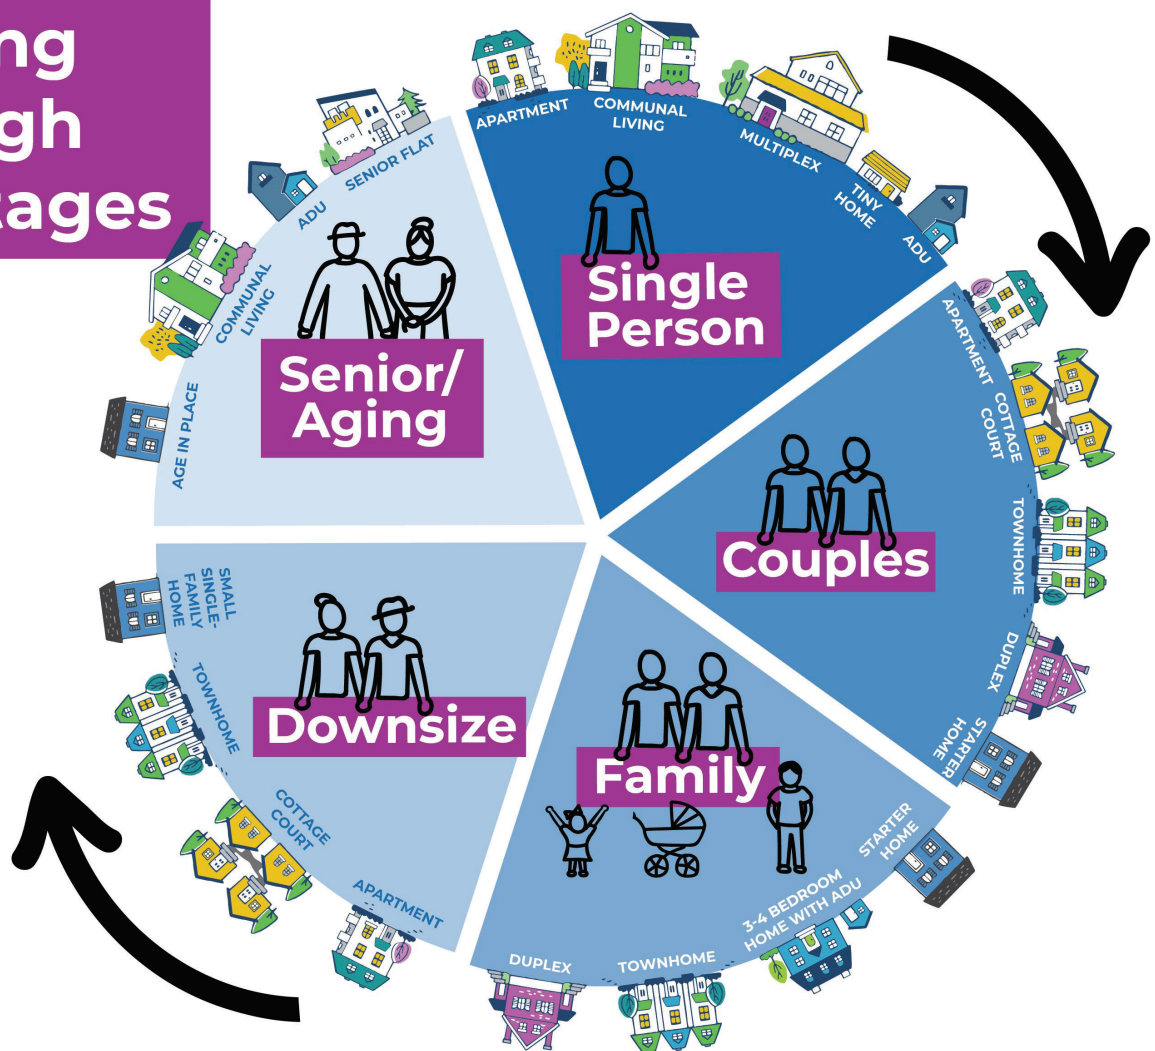 ng
gh
tages
APARTMENT
COMMUNAL
LIVING
MULTIPLEX
TINY
HOME
ADU
Single
Person
APARTMENT
COTTAGE
COURT
TOWNHOME
DUPLEX
STARTER
HOME
Couples
STARTER
HOME
3-4 BEDROOM
HOME WITH ADU
TOWNHOME
DUPLEX
Family
APARTMENT
COTTAGE
COURT
TOWNHOME
SMALL
SINGLE-
FAMILY
HOME
Downsize
AGE IN PLACE
COMMUNAL
LIVING
ADU
SENIOR FLAT
Senior/
Aging